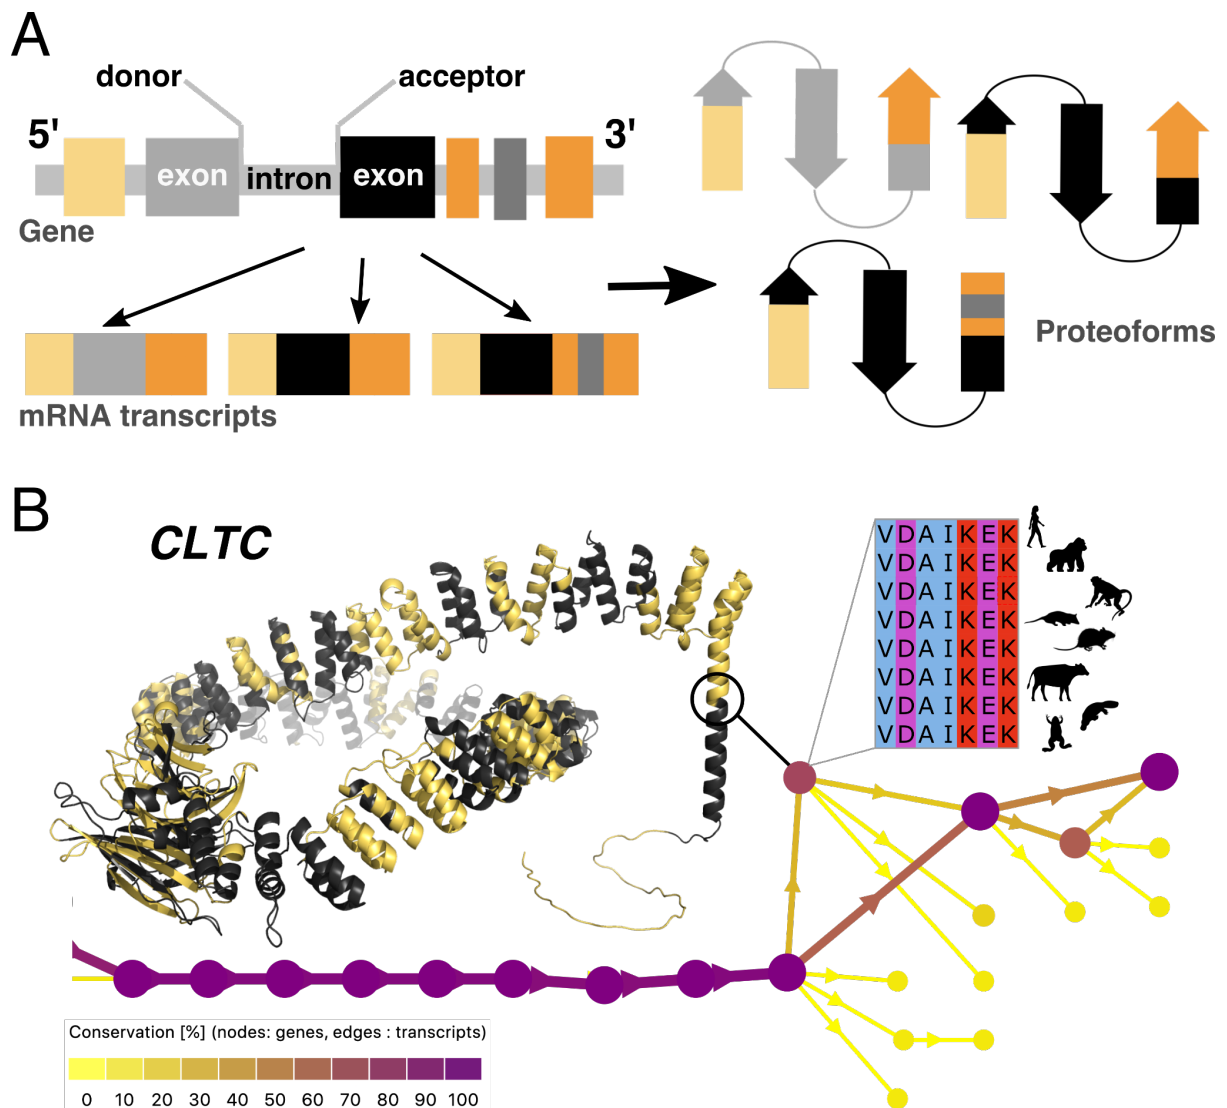 A
donor
acceptor
5'
3'
exon
intron
exon
Gene
mRNA transcripts
Proteoforms
B
CLTC
VDAIKEK
VDAIKEK
VDAIKEK
VDAIKEK
VDAIKEK
VDAIKEK
VDAIKEK
VDAIKEK
Conservation [%] (nodes: genes, edges : transcripts)
0 10 20 30 40 50 60 70 80 90 100